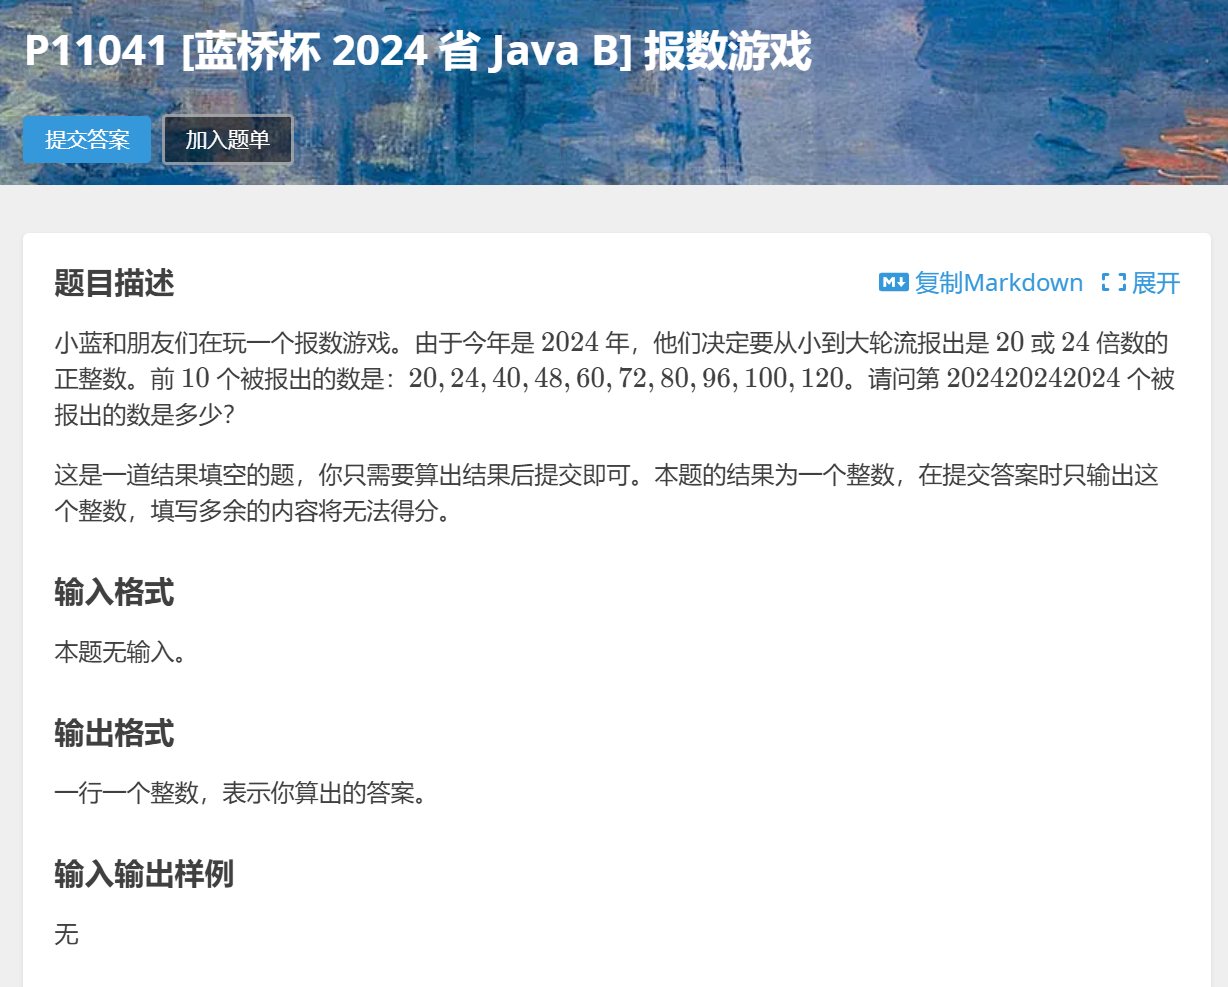 P11041 [蓝桥杯 2024 省 Java B] 报数游戏
提交答案 加入题单
题目描述 复制Markdown 展开
小蓝和朋友们在玩一个报数游戏。由于今年是 2024 年，他们决定要从小到大轮流报出是 20 或 24 倍数的
正整数。前 10 个被报出的数是：20, 24, 40, 48, 60, 72, 80, 96, 100, 120。请问第 202420242024 个被
报出的数是多少？
这是一道结果填空的题，你只需要算出结果后提交即可。本题的结果为一个整数，在提交答案时只输出这
个整数，填写多余的内容将无法得分。
输入格式
本题无输入。
输出格式
一行一个整数，表示你算出的答案。
输入输出样例
无